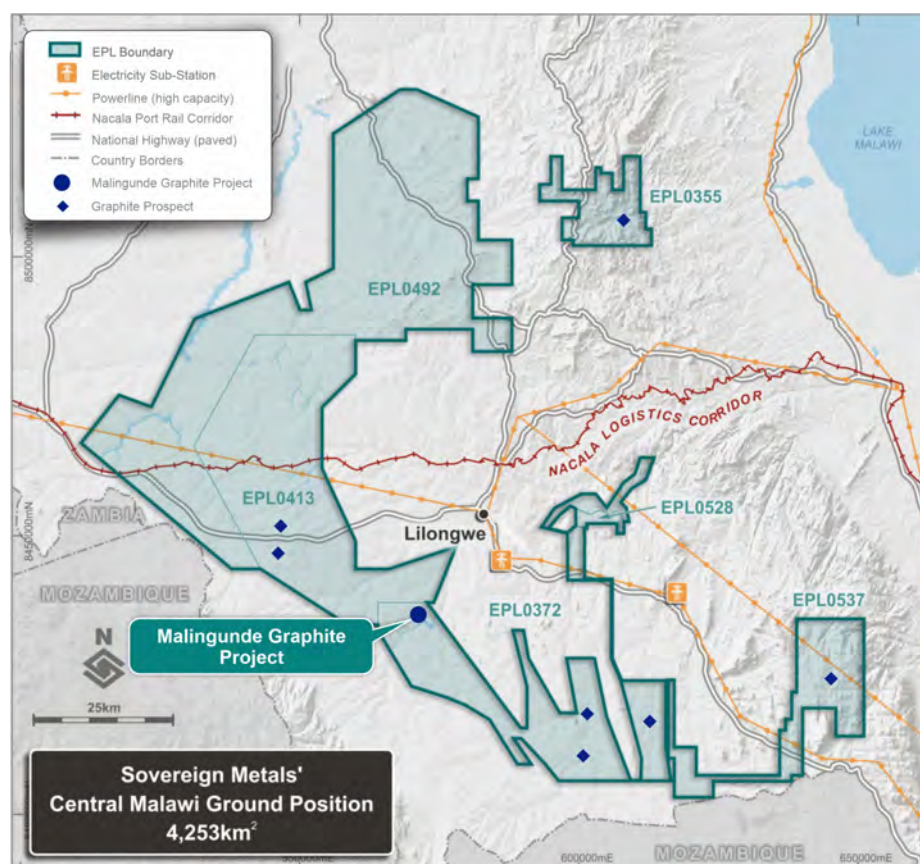 EPL Boundary
Electricity Sub-Station
Powerline (high capacity)
Nacala Port Rail Corridor
National Highway (paved)
Country Borders
Malingunde Graphite Project
Graphite Prospect
LAKE
MALAWI
EPL0355
8500000mN
EPL0492
NACALA LOGISTICS CORRIDOR
EPL0413
EPL0528
ZAMBIA
Lilongwe
8450000mN
MOZAMBIQUE
EPL0372
EPL0537
N
Malingunde Graphite
Project
25km
Sovereign Metals'
Central Malawi Ground Position
4,253km²
550000mE
600000mE
650000mE
MOZAMBIQUE